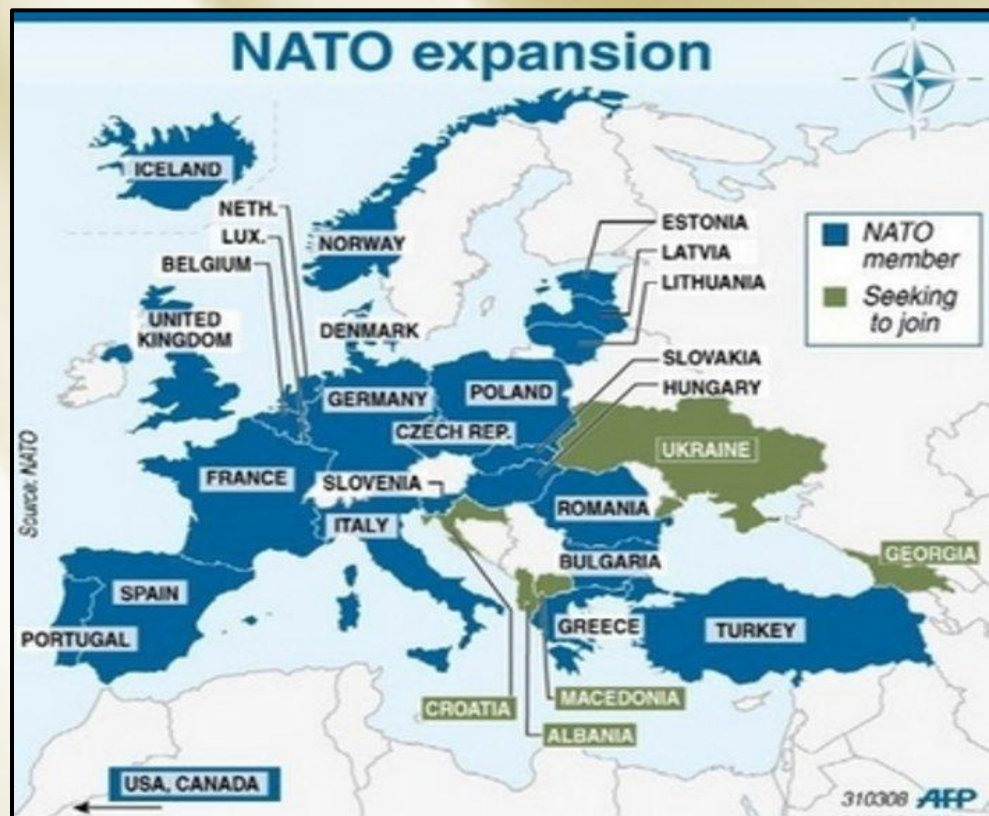 NATO expansion
ICELAND
NETH.
LUX.
BELGIUM
NORWAY
ESTONIA
LATVIA
LITHUANIA
NATO
member
Seeking
to join
UNITED
KINGDOM
DENMARK
SLOVAKIA
HUNGARY
GERMANY
POLAND
CZECH REP.
UKRAINE
FRANCE
SLOVENIA
ROMANIA
ITALY
BULGARIA
GEORGIA
SPAIN
PORTUGAL
GREECE
TURKEY
CROATIA
MACEDONIA
ALBANIA
USA, CANADA
Source: NATO
310308 AFP